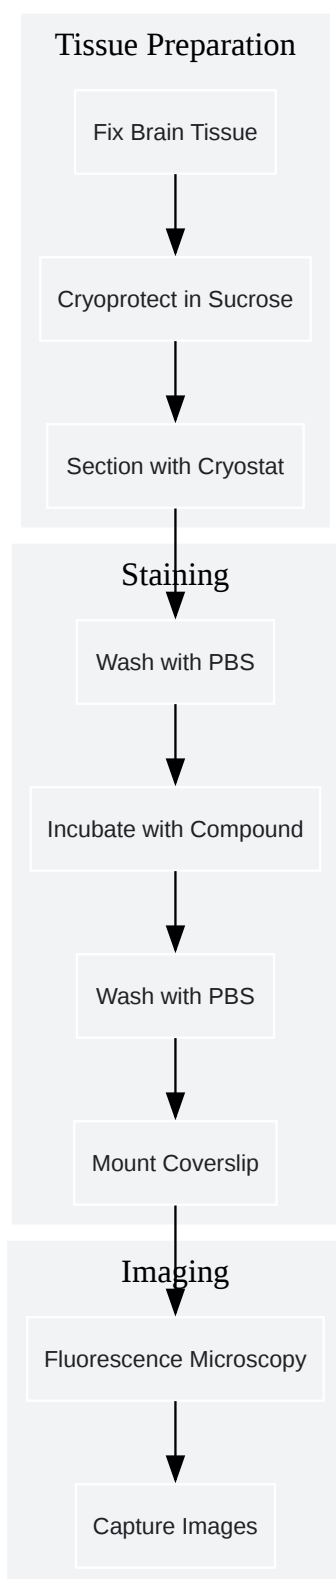 Tissue Preparation
Fix Brain Tissue
Cryoprotect in Sucrose
Section with Cryostat
Staining
Wash with PBS
Incubate with Compound
Wash with PBS
Mount Coverslip
Imaging
Fluorescence Microscopy
Capture Images